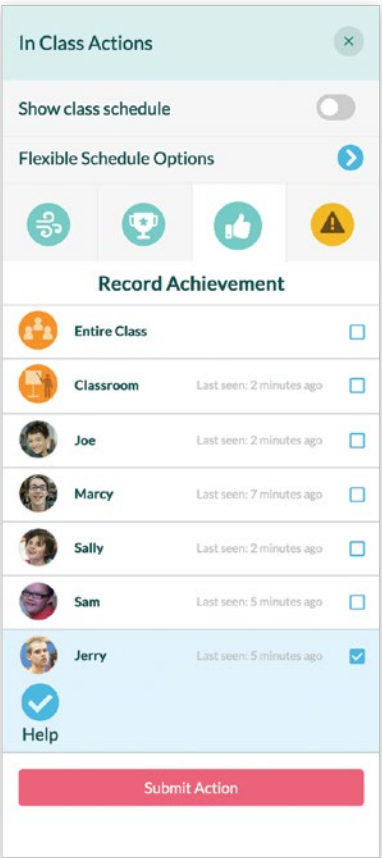 In Class Actions
Show class schedule
Flexible Schedule Options
Record Achievement
Entire Class
Classroom Last seen: 2 minutes ago
Joe Last seen: 2 minutes ago
Marcy Last seen: 7 minutes ago
Sally Last seen: 2 minutes ago
Sam Last seen: 5 minutes ago
Jerry Last seen: 5 minutes ago
Help
Submit Action